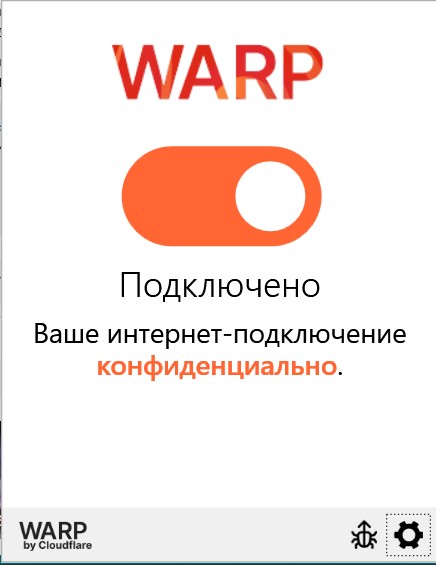 WARP
Подключено
Ваше интернет-подключение
конфиденциально.
WARP
by Cloudflare